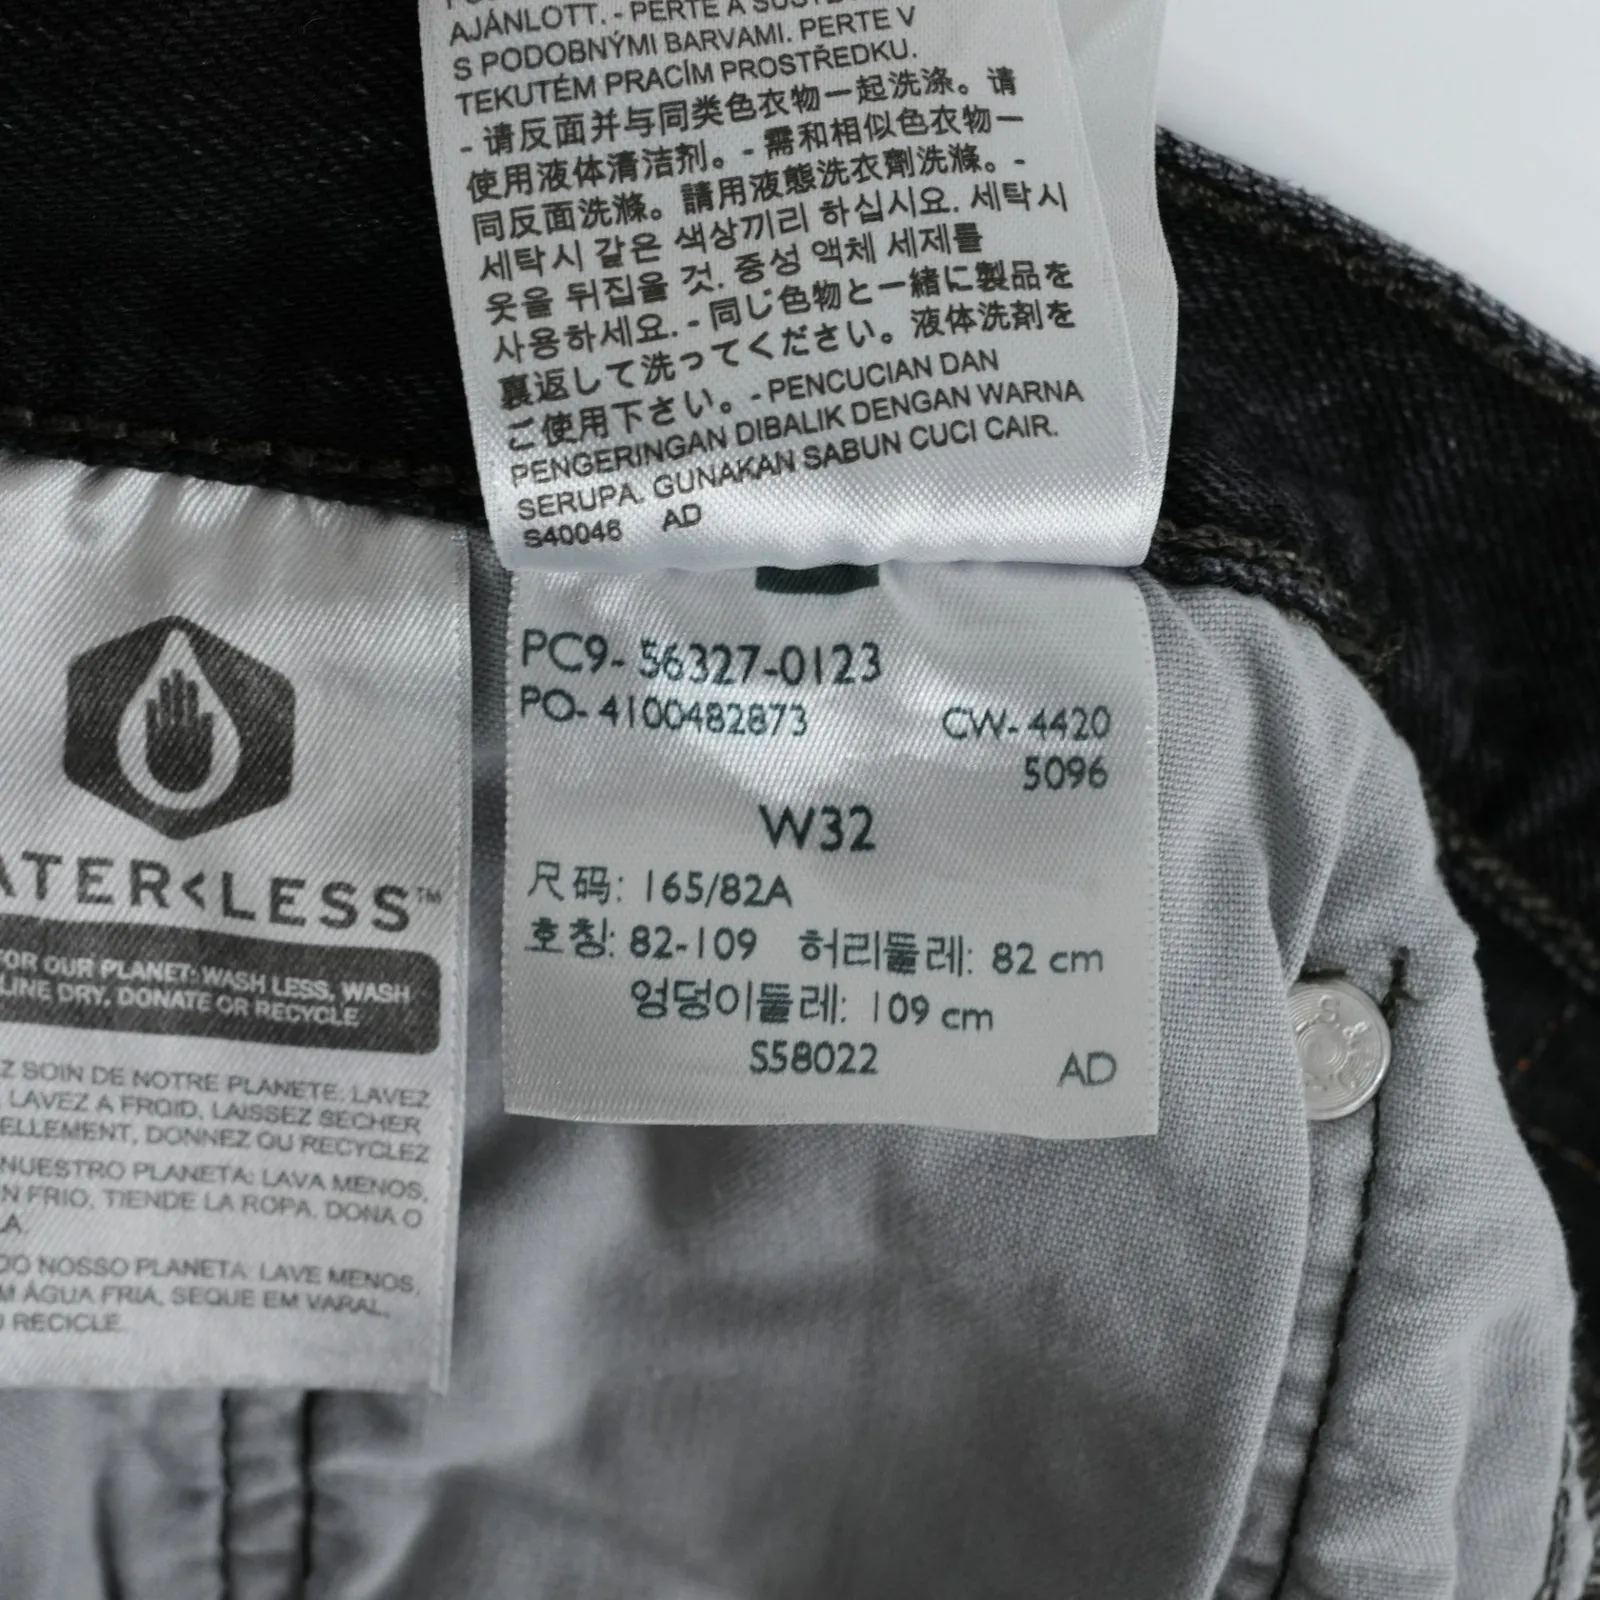 AJÁNLOTT. - PERTE A
S PODOBNÝMI BARVAMI. PERTE V
TEKUTÉM PRACÍM PROSTŘEDKU.
- 请反面并与同类色衣物一起洗涤。请
使用液体清洁剂。- 需和相似色衣物一
同反面洗滌。請用液態洗衣劑洗滌。-
세탁시 같은 색상끼리 하십시요. 세탁시
옷을 뒤집을 것. 중성 액체 세제를
사용하세요. - 同じ色物と一緒に製品を
裏返して洗ってください。液体洗剤を
ご使用下さい。- PENCUCIAN DAN
PENGERINGAN DIBALIK DENGAN WARNA
SERUPA. GUNAKAN SABUN CUCI CAIR.
S40046 AD
PC9- 56327-0123
PO- 4100482873 CW- 4420
5096
W32
尺码: 165/82A
호칭: 82-109 허리둘레: 82 cm
엉덩이둘레: 109 cm
S58022 AD
ATER<LESS™
FOR OUR PLANET: WASH LESS, WASH
LINE DRY, DONATE OR RECYCLE
Z SOIN DE NOTRE PLANETE: LAVEZ
LAVEZ A FROID, LAISSEZ SECHER
ELLEMENT, DONNEZ OU RECYCLEZ
NUESTRO PLANETA: LAVA MENOS,
N FRIO, TIENDE LA ROPA. DONA O
LA.
DO NOSSO PLANETA: LAVE MENOS,
M ÁGUA FRIA, SEQUE EM VARAL,
U RECICLE.